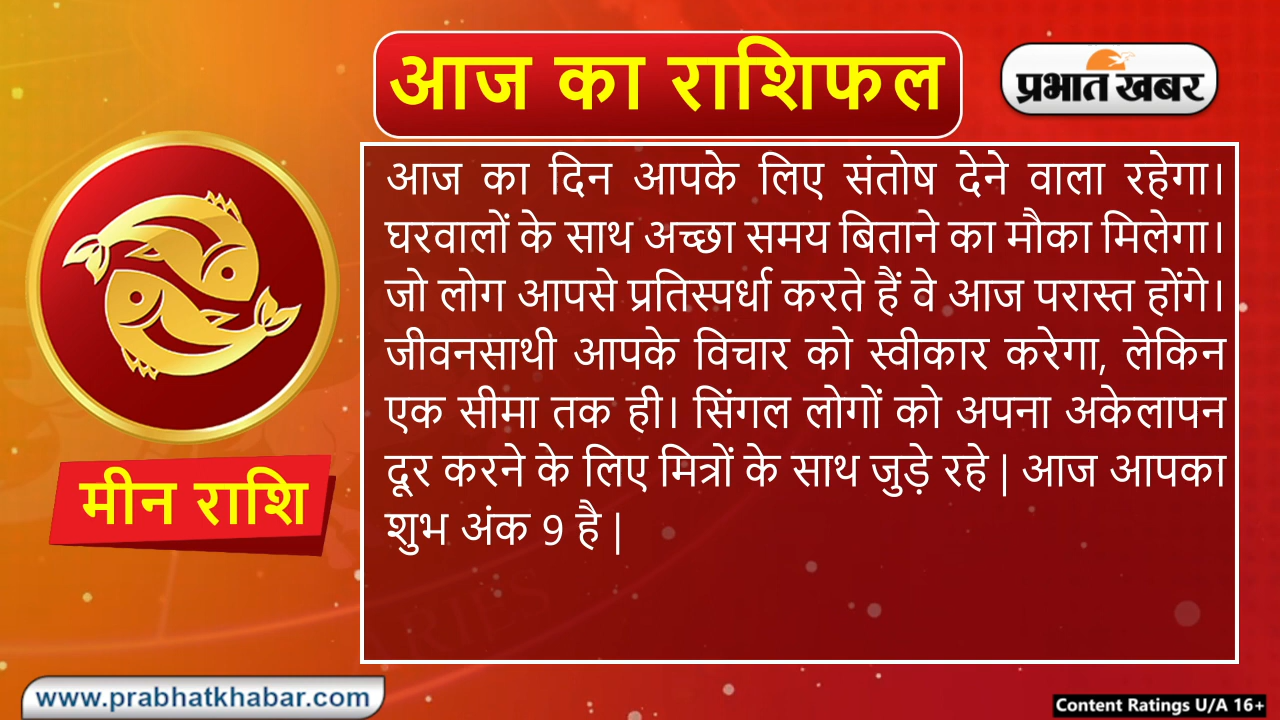 आज का राशिफल
प्रभात खबर
आज का दिन आपके लिए संतोष देने वाला रहेगा।
घरवालों के साथ अच्छा समय बिताने का मौका मिलेगा।
जो लोग आपसे प्रतिस्पर्धा करते हैं वे आज परास्त होंगे।
जीवनसाथी आपके विचार को स्वीकार करेगा, लेकिन
एक सीमा तक ही। सिंगल लोगों को अपना अकेलापन
दूर करने के लिए मित्रों के साथ जुड़े रहे | आज आपका
शुभ अंक 9 है |
मीन राशि
ARIES
www.prabhatkhabar.com
Content Ratings U/A 16+